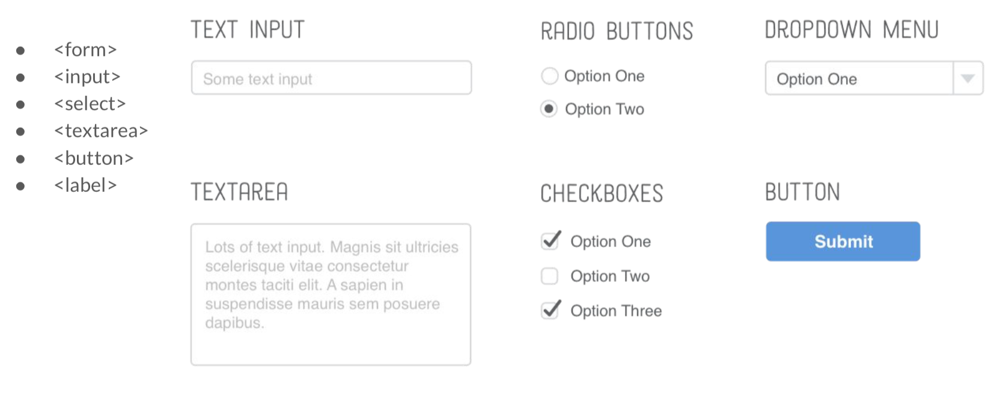 <form>
<input>
<select>
<textarea>
<button>
<label>
TEXT INPUT
Some text input
TEXTAREA
Lots of text input. Magnis sit ultricies
scelerisque vitae consectetur
montes taciti elit. A sapien in
suspendisse mauris sem posuere
dapibus.
RADIO BUTTONS
Option One
Option Two
CHECKBOXES
Option One
Option Two
Option Three
DROPDOWN MENU
Option One
BUTTON
Submit